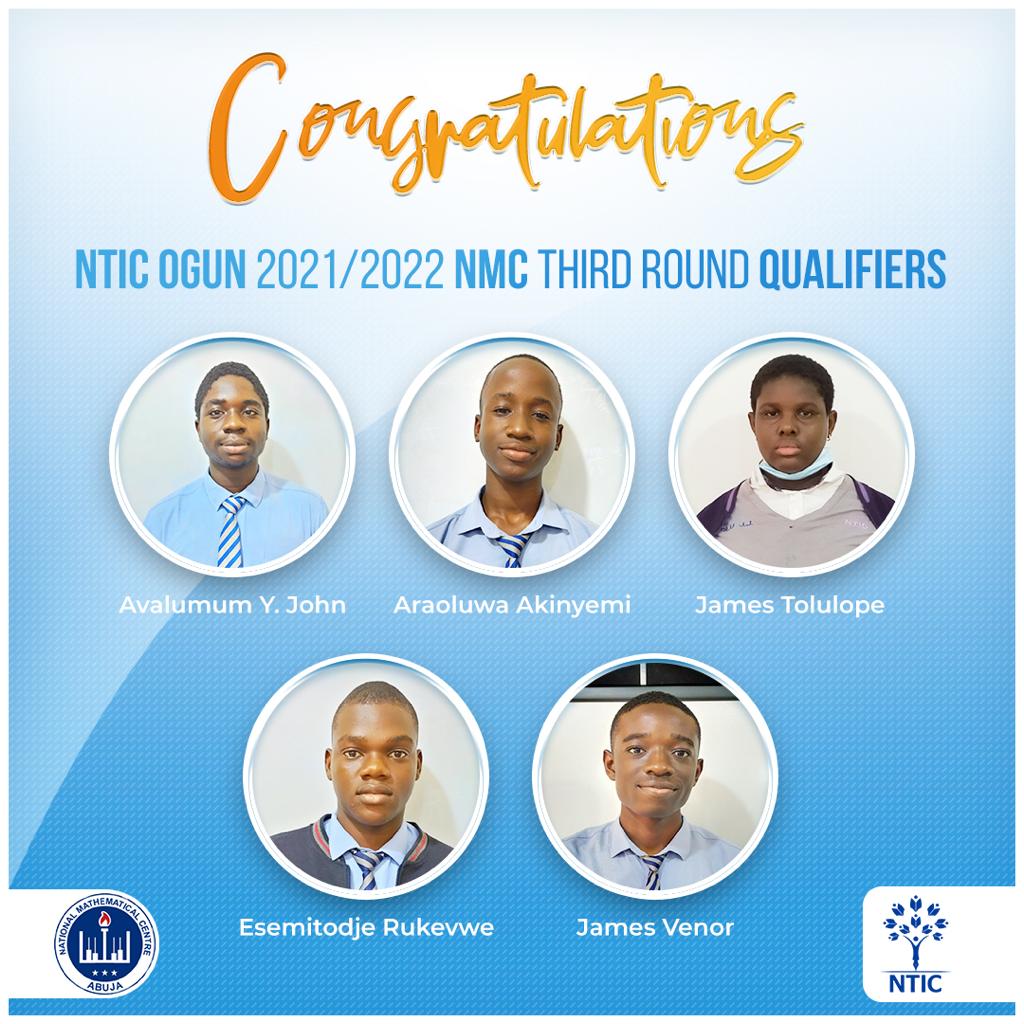 Congratulations
NTIC OGUN 2021/2022 NMC THIRD ROUND QUALIFIERS
Avalumum Y. John
Araoluwa Akinyemi
James Tolulope
NTIC
Esemitodje Rukevwe
James Venor
NATIONAL MATHEMATICAL CENTRE
ABUJA
NTIC